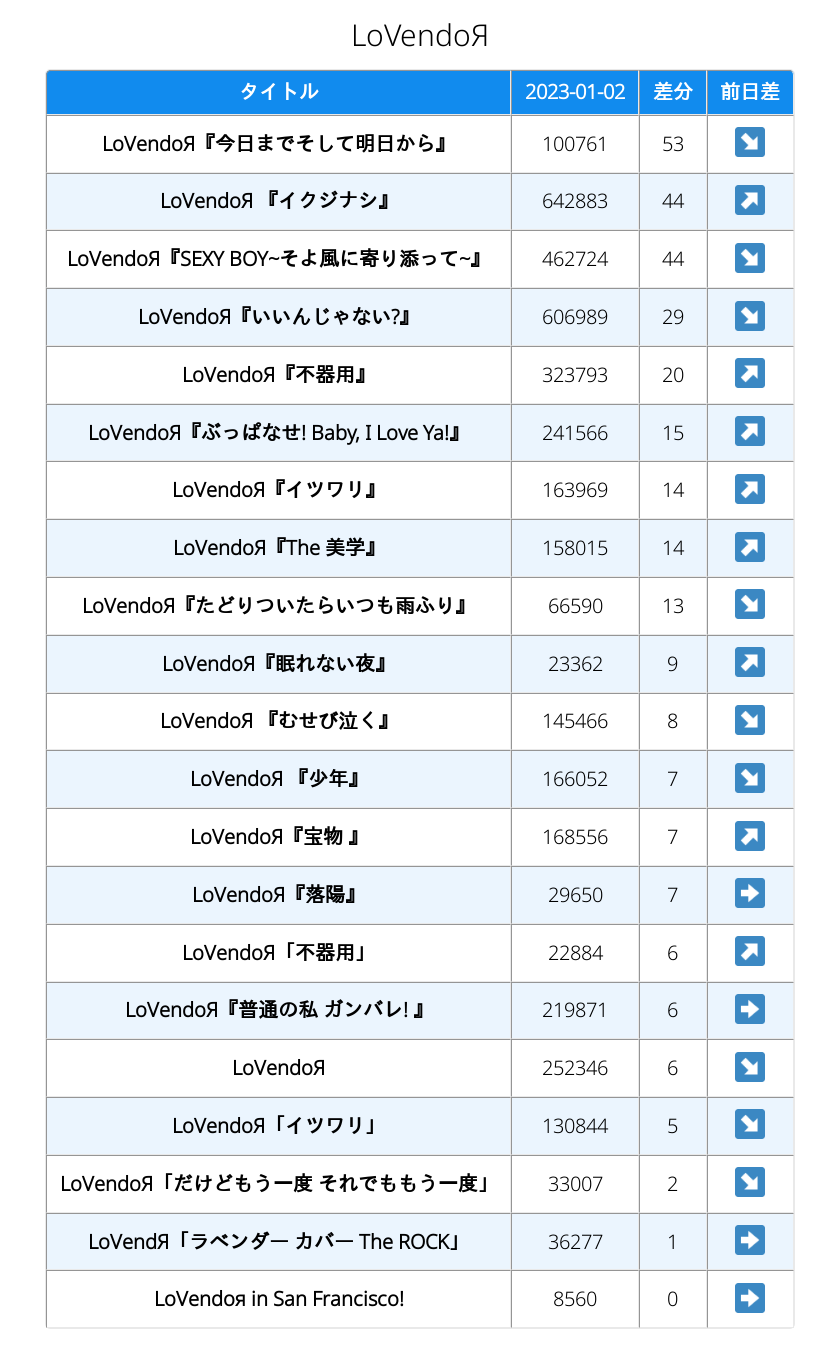 LoVendoЯ
タイトル 2023-01-02 差分 前日差
LoVendoЯ『今日までそして明日から』 100761 53 ↘
LoVendoЯ 『イクジナシ』 642883 44 ↗
LoVendoЯ『SEXY BOY~そよ風に寄り添って~』 462724 44 ↘
LoVendoЯ『いいんじゃない?』 606989 29 ↘
LoVendoЯ『不器用』 323793 20 ↗
LoVendoЯ『ぶっぱなせ! Baby, I Love Ya!』 241566 15 ↗
LoVendoЯ『イツワリ』 163969 14 ↗
LoVendoЯ『The 美学』 158015 14 ↗
LoVendoЯ『たどりついたらいつも雨ふり』 66590 13 ↘
LoVendoЯ『眠れない夜』 23362 9 ↗
LoVendoЯ 『むせび泣く』 145466 8 ↘
LoVendoЯ 『少年』 166052 7 ↘
LoVendoЯ『宝物 』 168556 7 ↗
LoVendoЯ『落陽』 29650 7 ➡
LoVendoЯ「不器用」 22884 6 ↗
LoVendoЯ『普通の私 ガンバレ! 』 219871 6 ➡
LoVendoЯ 252346 6 ↘
LoVendoЯ「イツワリ」 130844 5 ↘
LoVendoЯ「だけどもう一度 それでももう一度」 33007 2 ↘
LoVendЯ「ラベンダー カバー The ROCK」 36277 1 ➡
LoVendoя in San Francisco! 8560 0 ➡